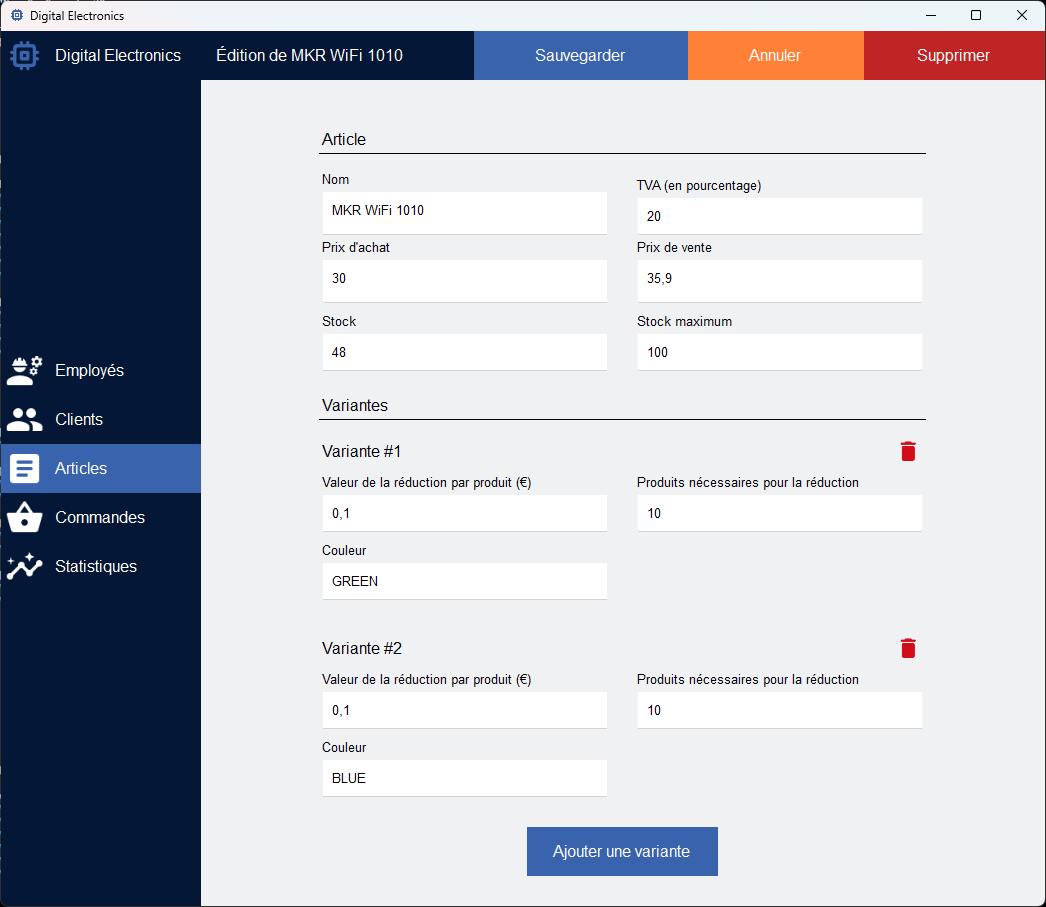 Digital Electronics
Digital Electronics
Édition de MKR WiFi 1010
Sauvegarder
Annuler
Supprimer
Employés
Clients
Articles
Commandes
Statistiques
Article
Nom
MKR WiFi 1010
TVA (en pourcentage)
20
Prix d'achat
30
Prix de vente
35,9
Stock
48
Stock maximum
100
Variantes
Variante #1
Valeur de la réduction par produit (€)
0,1
Produits nécessaires pour la réduction
10
Couleur
GREEN
Variante #2
Valeur de la réduction par produit (€)
0,1
Produits nécessaires pour la réduction
10
Couleur
BLUE
Ajouter une variante